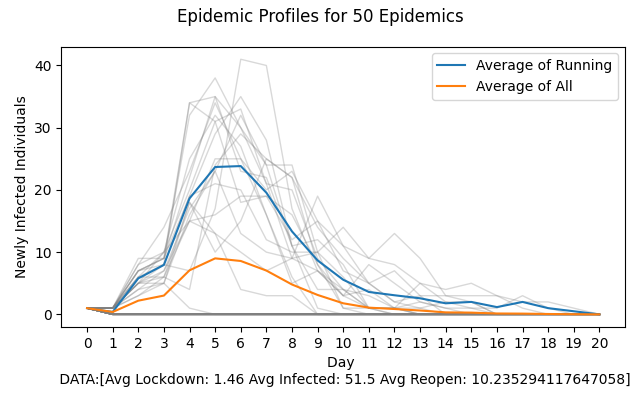 Epidemic Profiles for 50 Epidemics
Newly Infected Individuals
40
30
20
10
0
Average of Running
Average of All
0 1 2 3 4 5 6 7 8 9 10 11 12 13 14 15 16 17 18 19 20
Day
DATA:[Avg Lockdown: 1.46 Avg Infected: 51.5 Avg Reopen: 10.235294117647058]